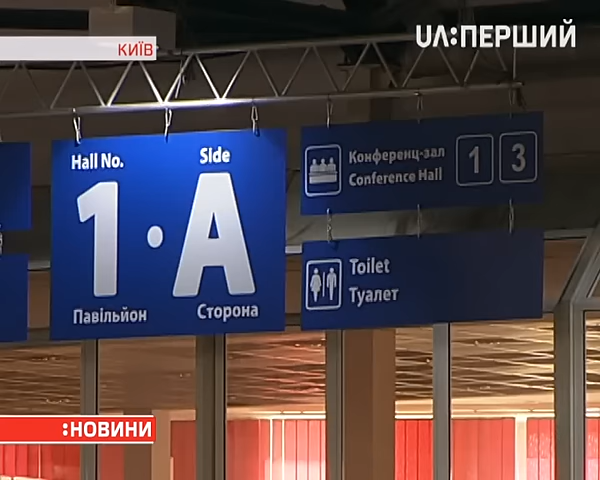 КИЇВ
UA:ПЕРШИЙ
Hall No.
Side
1·A
Павільйон
Сторона
Конференц-зал
Conference Hall
1 3
Toilet
Туалет
:НОВИНИ